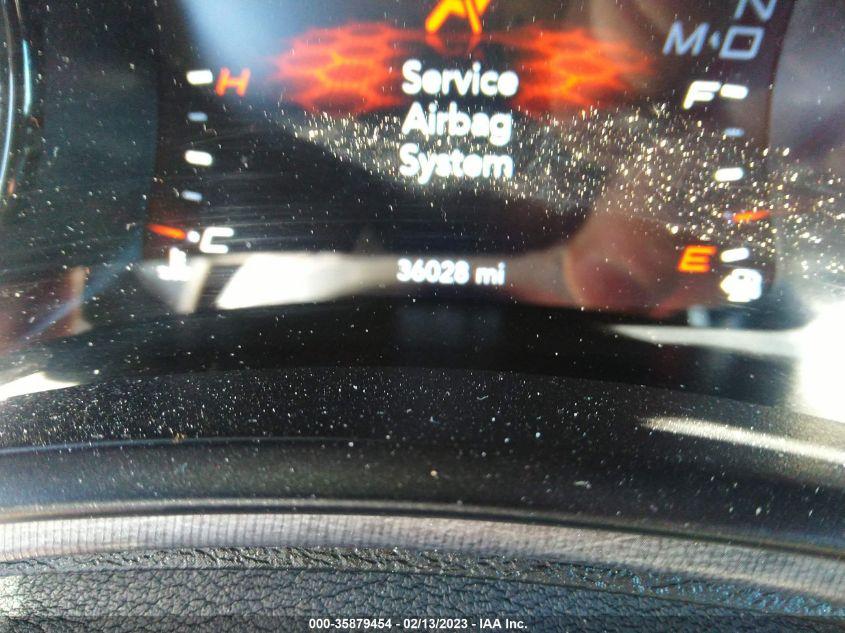 N
M D
H
Service
F
Airbag
System
C
36028 mi
E
000-35879454 - 02/13/2023 - IAA Inc.